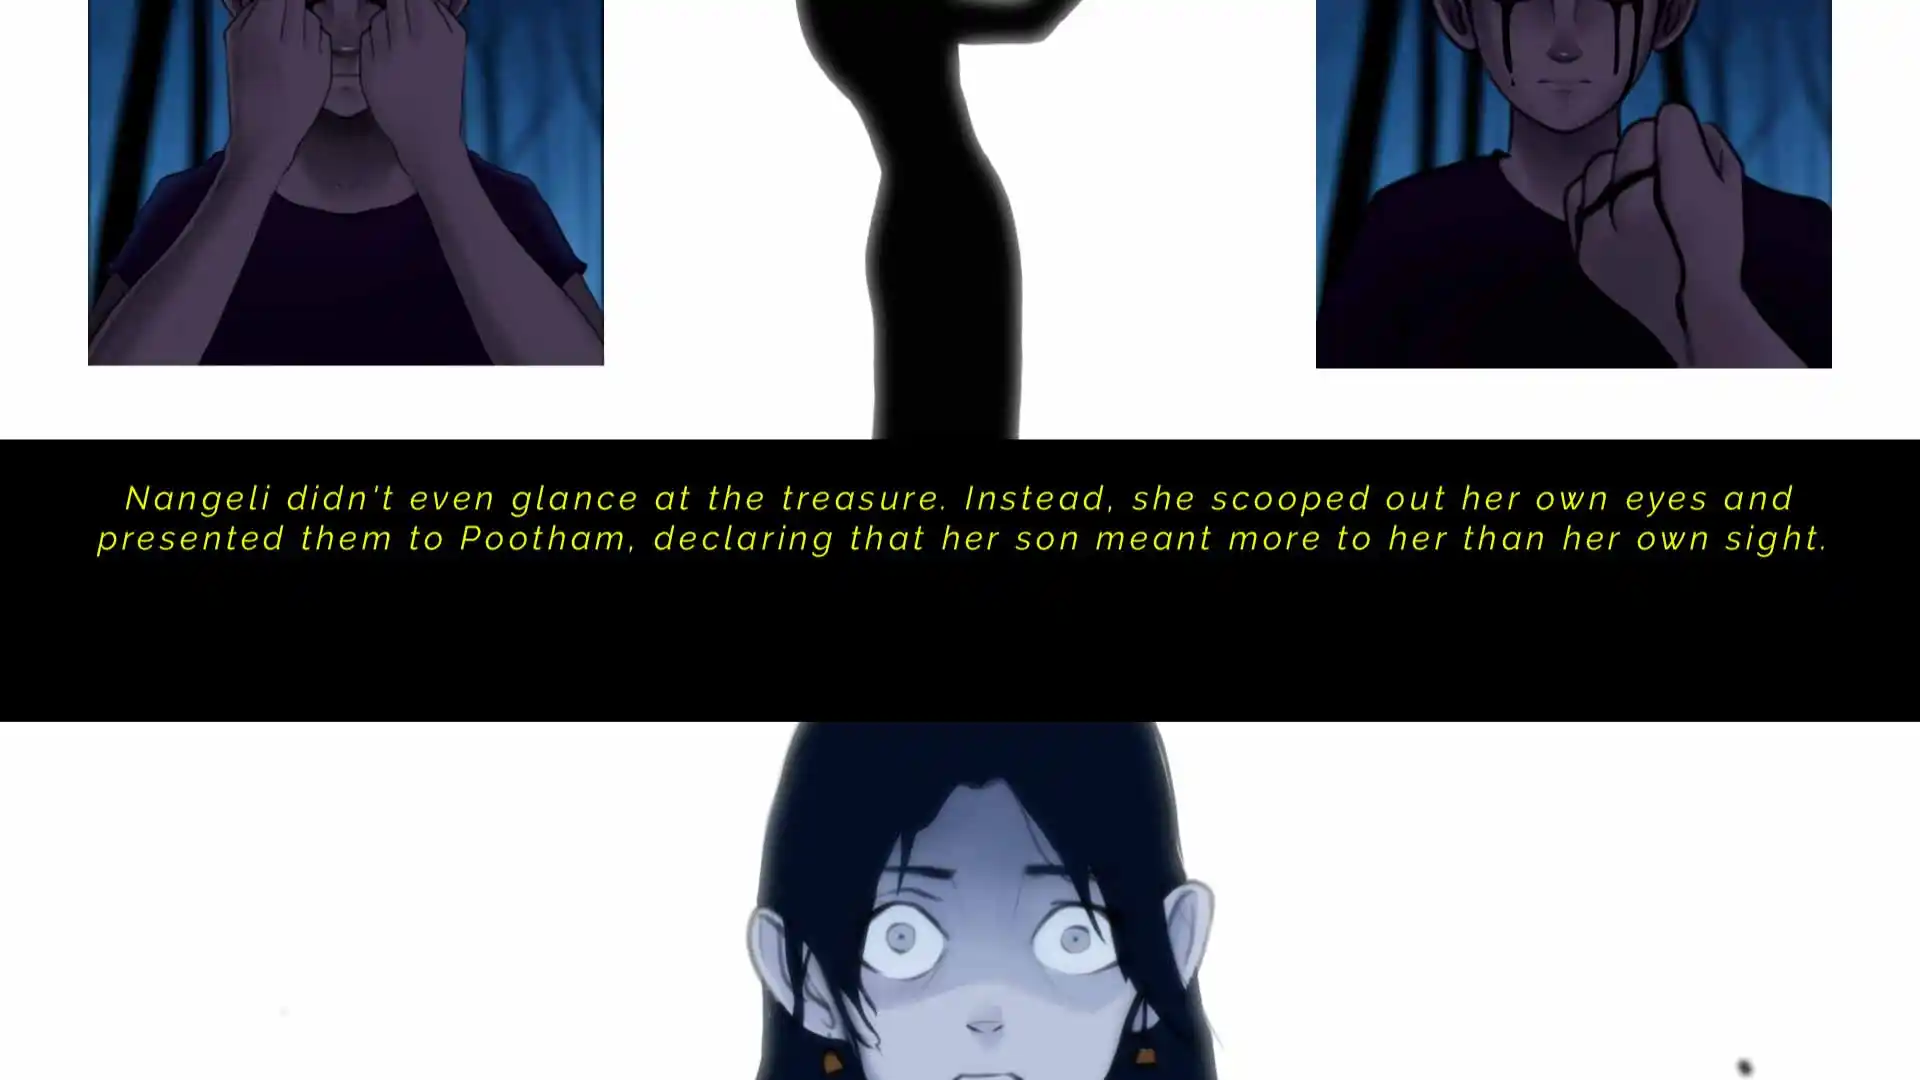 Nangeli didn't even glance at the treasure. Instead, she scooped out her own eyes and
presented them to Pootham, declaring that her son meant more to her than her own sight.